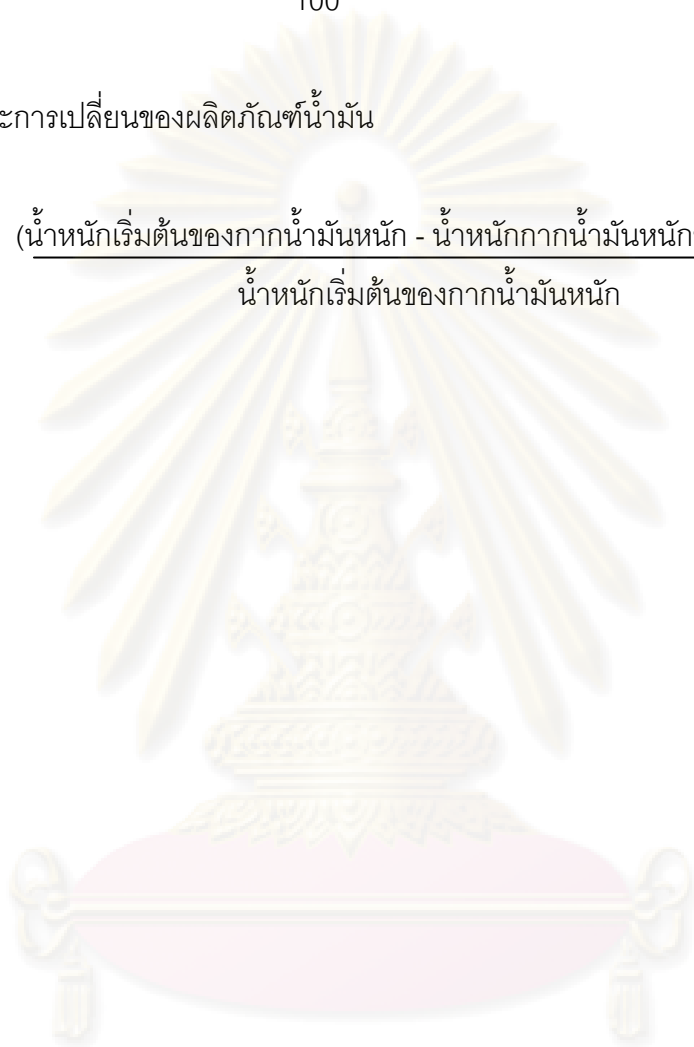 100
ะการเปลี่ยนของผลิตภัณฑ์น้ำมัน
(น้ำหนักเริ่มต้นของกากน้ำมันหนัก - น้ำหนักกากน้ำมันหนัก
น้ำหนักเริ่มต้นของกากน้ำมันหนัก